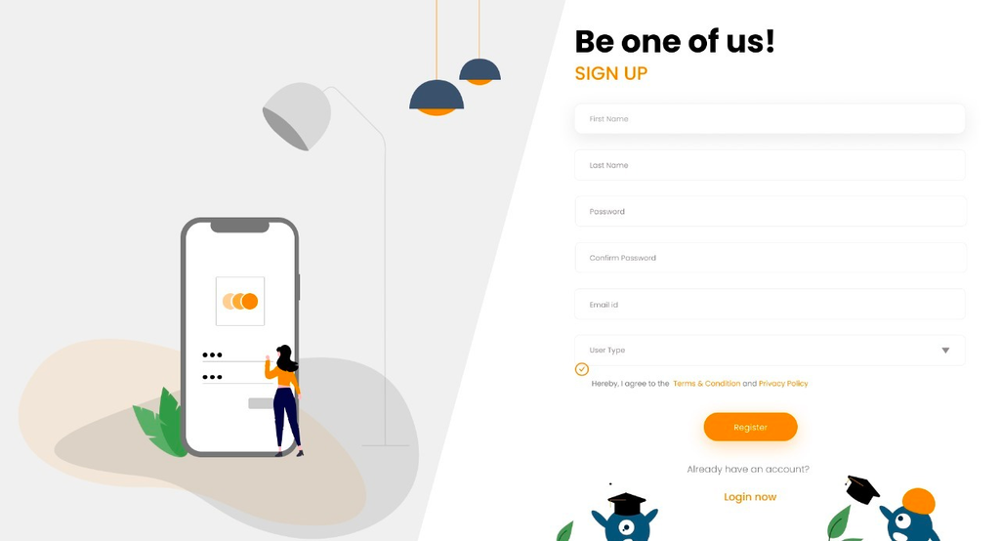 Be one of us!
SIGN UP
First Name
Last Name
Password
Confirm Password
Email id
User Type
Hereby, I agree to the Terms & Condition and Privacy Policy
Register
Already have an account?
Login now